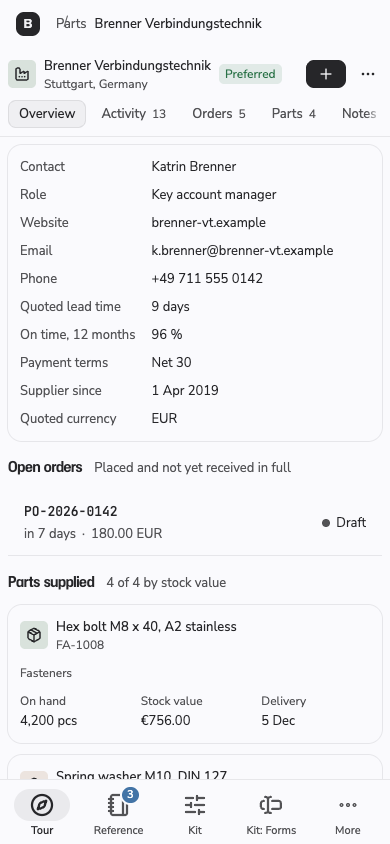 B
Parts / Brenner Verbindungstechnik
Brenner Verbindungstechnik
Stuttgart, Germany
Preferred
Overview Activity 13 Orders 5 Parts 4 Notes
Contact Katrin Brenner
Role Key account manager
Website brenner-vt.example
Email k.brenner@brenner-vt.example
Phone +49 711 555 0142
Quoted lead time 9 days
On time, 12 months 96 %
Payment terms Net 30
Supplier since 1 Apr 2019
Quoted currency EUR
Open orders Placed and not yet received in full
PO-2026-0142
in 7 days · 180.00 EUR
Draft
Parts supplied 4 of 4 by stock value
Hex bolt M8 x 40, A2 stainless
FA-1008
Fasteners
On hand Stock value Delivery
4,200 pcs €756.00 5 Dec
Spring washer M10, DIN 127
3
Tour Reference Kit Kit: Forms More